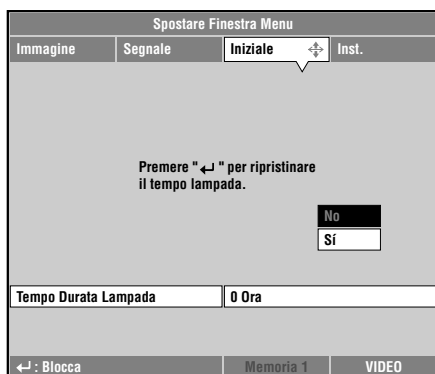 Spostare Finestra Menu
Immagine Segnale Iniziale Inst.
Premere "↵" per ripristinare
il tempo lampada.
No
Sí
Tempo Durata Lampada 0 Ora
↵ : Blocca Memoria 1 VIDEO